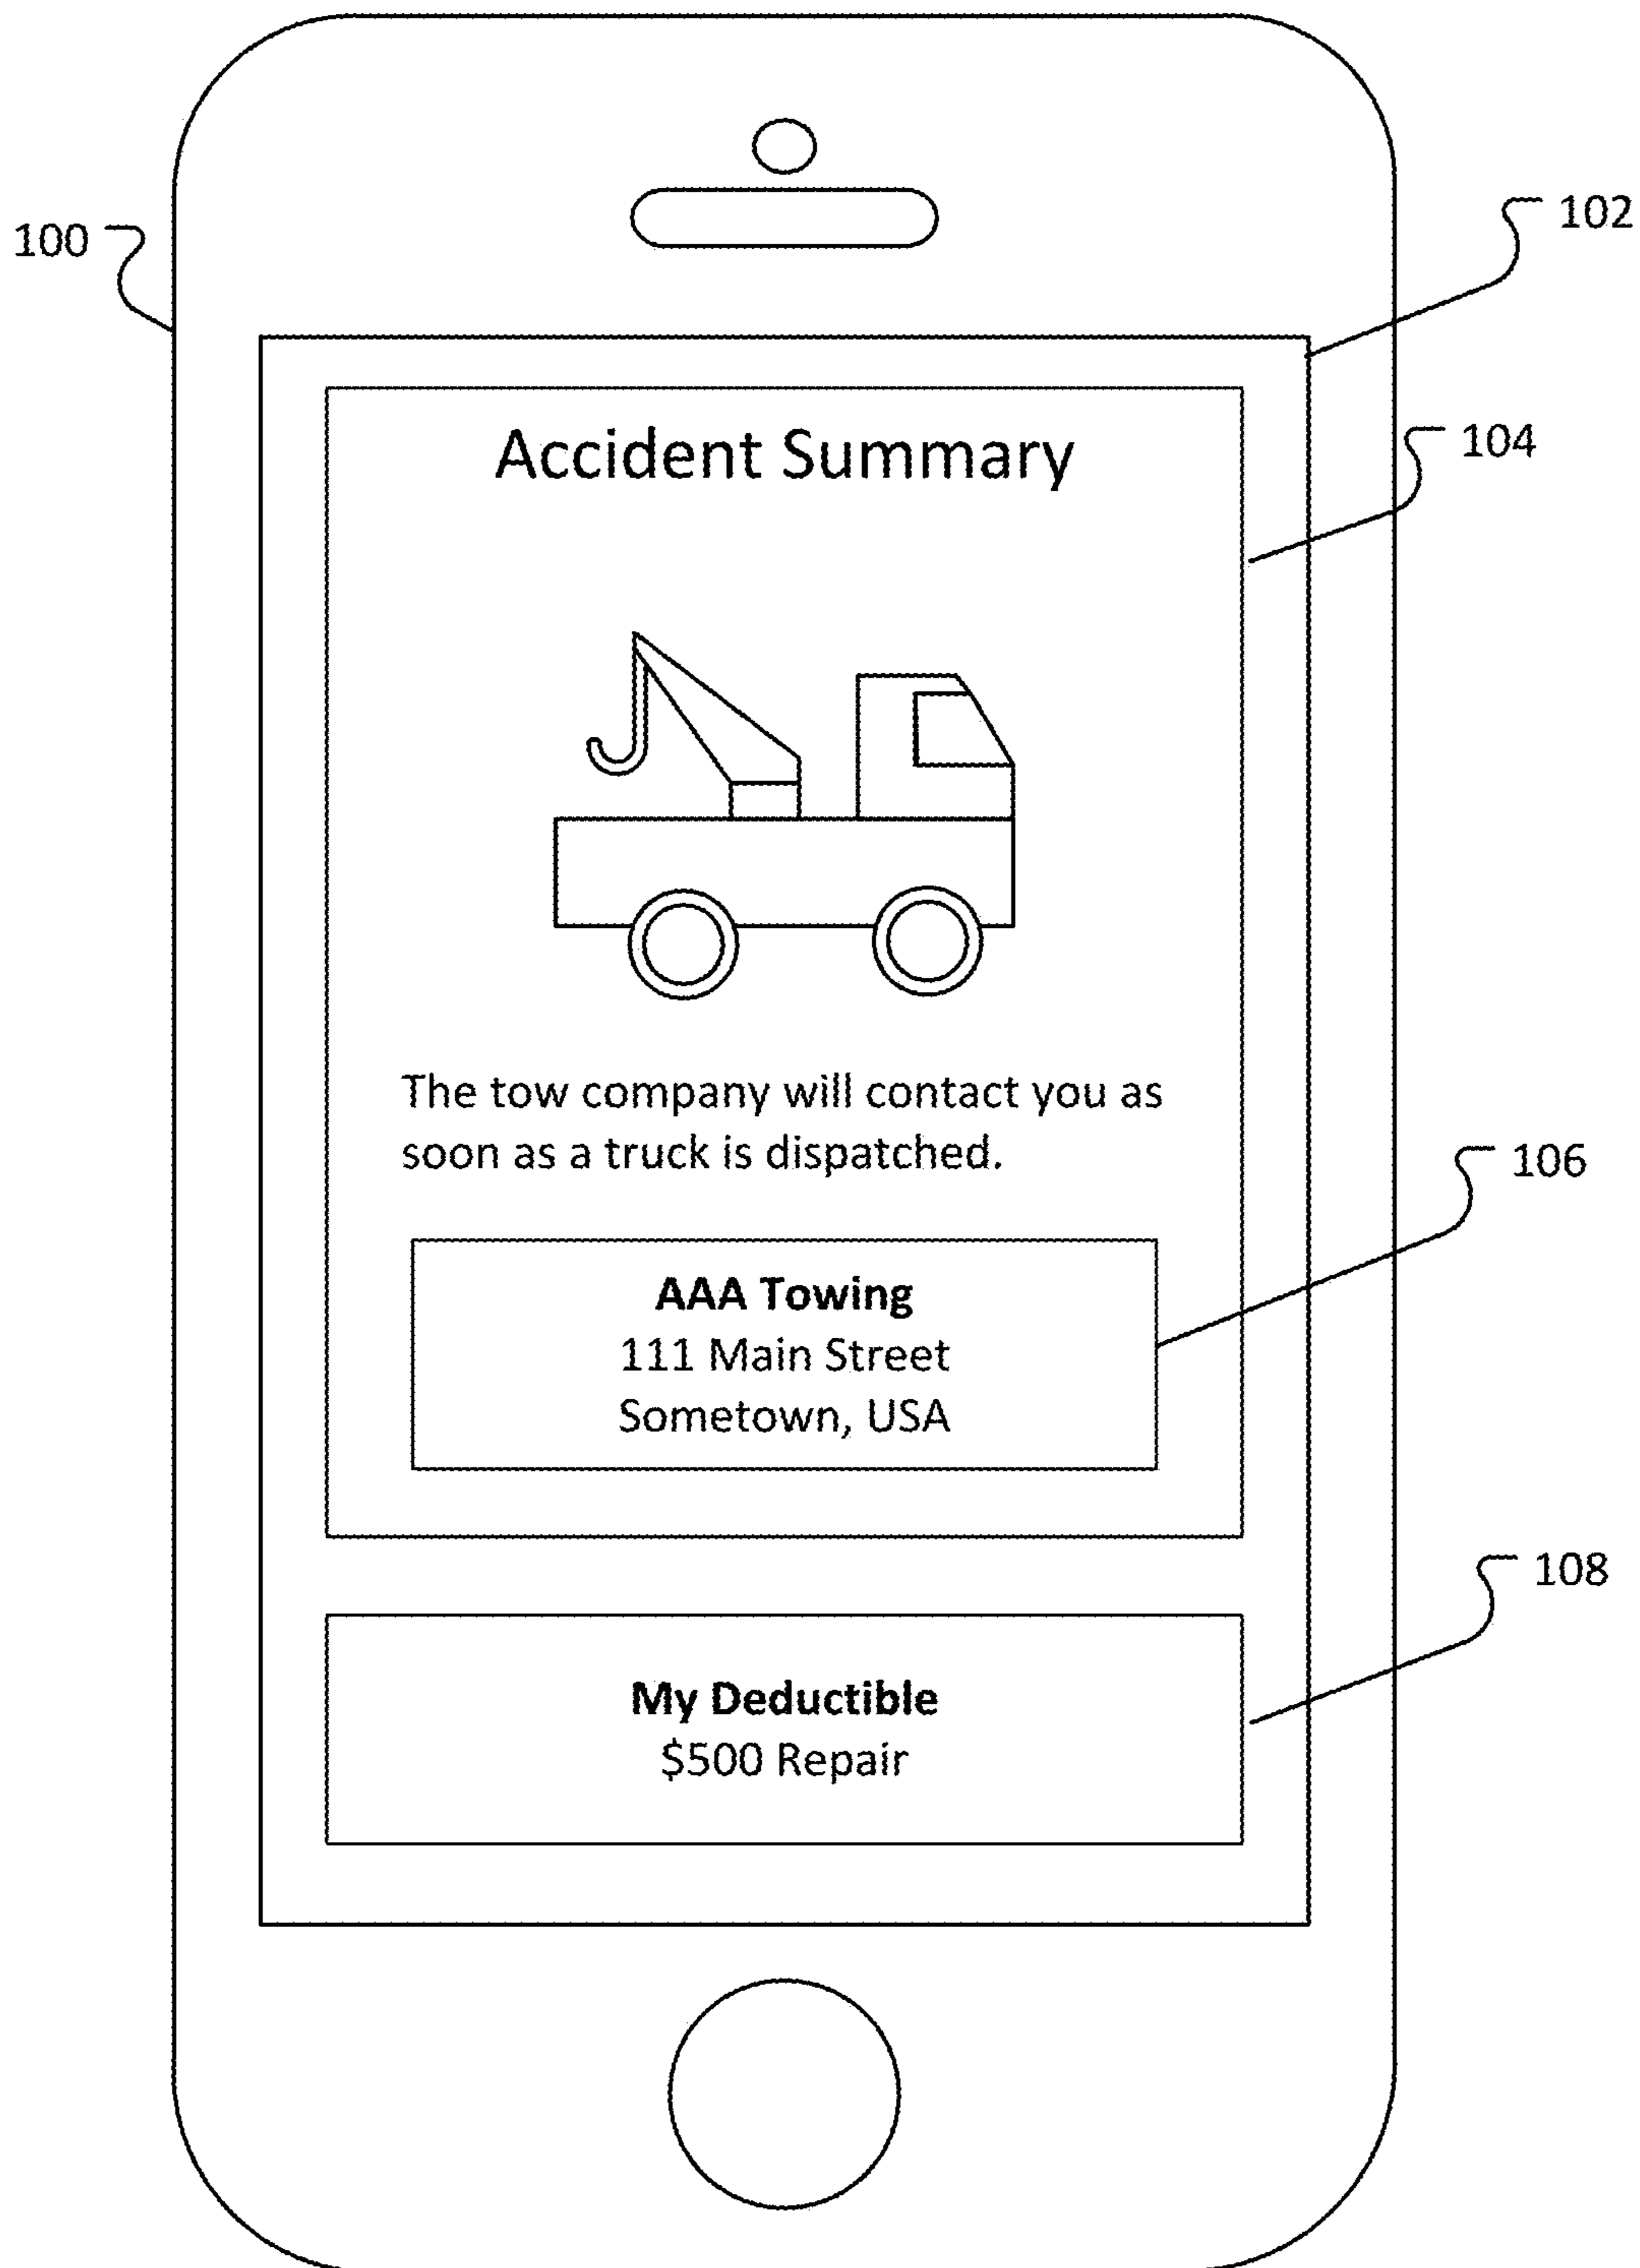 100
102
Accident Summary
104
The tow company will contact you as
soon as a truck is dispatched.
106
AAA Towing
111 Main Street
Sometown, USA
108
My Deductible
$500 Repair